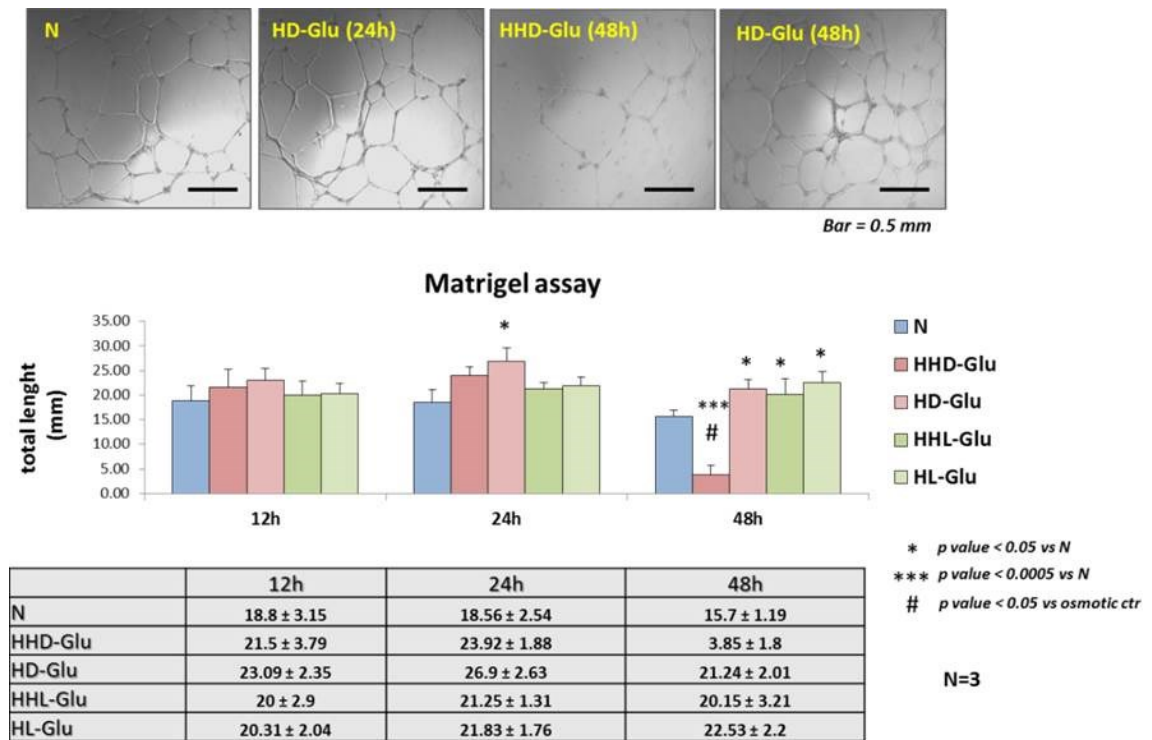 N
HD-Glu (24h)
HHD-Glu (48h)
HD-Glu (48h)
Bar = 0.5 mm
Matrigel assay
total lenght
(mm)
35.00
30.00
25.00
20.00
15.00
10.00
5.00
0.00
*
***
#
*
*
*
12h
24h
48h
N
HHD-Glu
HD-Glu
HHL-Glu
HL-Glu
* p value < 0.05 vs N
*** p value < 0.0005 vs N
# p value < 0.05 vs osmotic ctr
N=3
12h 24h 48h
N 18.8 ± 3.15 18.56 ± 2.54 15.7 ± 1.19
HHD-Glu 21.5 ± 3.79 23.92 ± 1.88 3.85 ± 1.8
HD-Glu 23.09 ± 2.35 26.9 ± 2.63 21.24 ± 2.01
HHL-Glu 20 ± 2.9 21.25 ± 1.31 20.15 ± 3.21
HL-Glu 20.31 ± 2.04 21.83 ± 1.76 22.53 ± 2.2